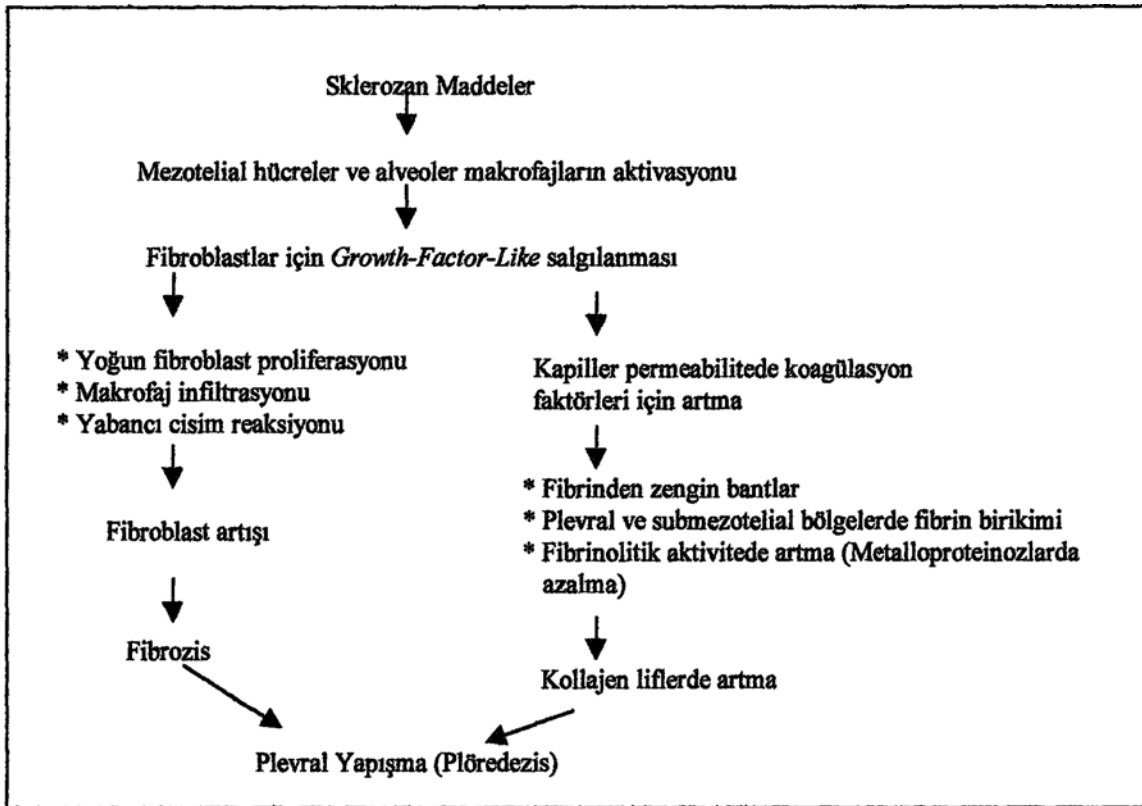 Sklerozan Maddeler
Mezotelial hücreler ve alveoler makrofajların aktivasyonu
Fibroblastlar için Growth-Factor-Like salgılanması
* Yoğun fibroblast proliferasyonu
* Makrofaj infiltrasyonu
* Yabancı cisim reaksiyonu
Fibroblast artışı
Fibrozis
Kapiller permeabilitede koagülasyon
faktörleri için artma
* Fibrinden zengin bantlar
* Plevral ve submezotelial bölgelerde fibrin birikimi
* Fibrinolitik aktivitede artma (Metalloproteinozlarda
azalma)
Kollajen liflerde artma
Plevral Yapışma (Plöredezis)